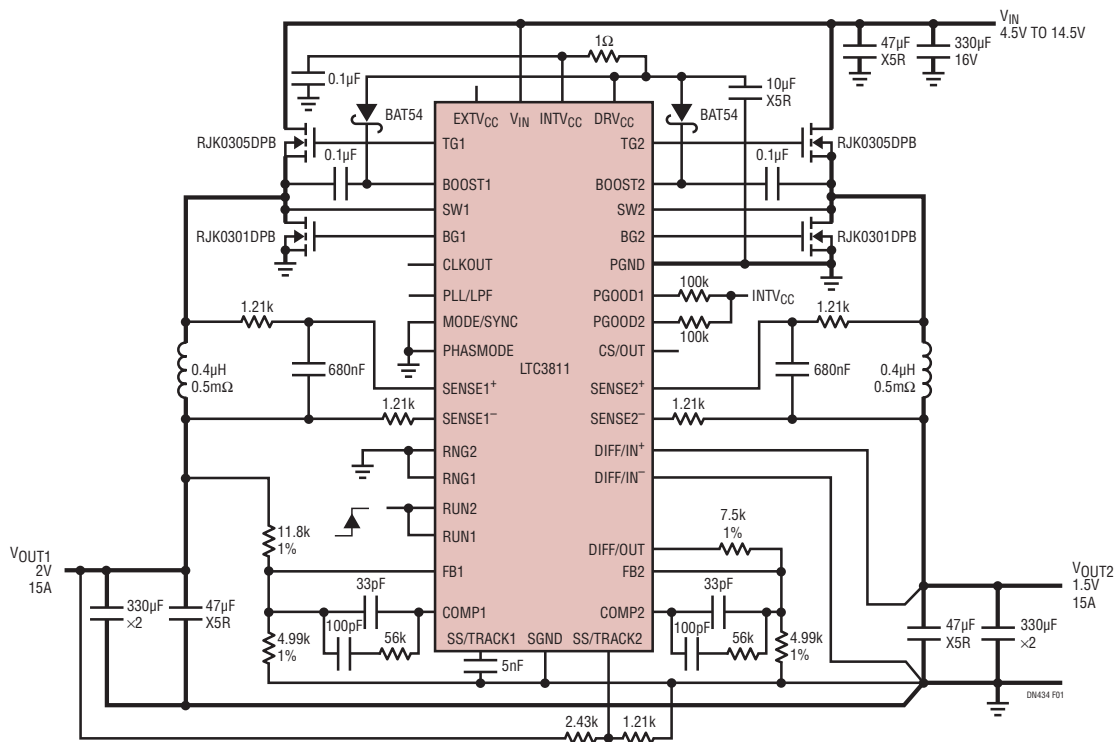 VIN
4.5V TO 14.5V
1Ω
47µF
X5R
330µF
16V
0.1µF
10µF
X5R
BAT54
BAT54
EXTVCC
VIN
INTVCC
DRVCC
RJK0305DPB
TG1
TG2
RJK0305DPB
0.1µF
0.1µF
BOOST1
BOOST2
SW1
SW2
RJK0301DPB
BG1
BG2
RJK0301DPB
CLKOUT
PGND
100k
PLL/LPF
PGOOD1
INTVCC
1.21k
1.21k
MODE/SYNC
PGOOD2
100k
PHASMODE
CS/OUT
LTC3811
0.4µH
0.5mΩ
680nF
680nF
0.4µH
0.5mΩ
SENSE1+
SENSE2+
1.21k
1.21k
SENSE1–
SENSE2–
RNG2
DIFF/IN+
RNG1
DIFF/IN–
RUN2
7.5k
1%
11.8k
1%
RUN1
DIFF/OUT
VOUT1
2V
15A
FB1
FB2
VOUT2
1.5V
15A
33pF
33pF
330µF
×2
47µF
X5R
COMP1
COMP2
47µF
X5R
330µF
×2
100pF
56k
100pF
56k
4.99k
1%
4.99k
1%
SS/TRACK1
SGND
SS/TRACK2
5nF
DN434 F01
2.43k
1.21k